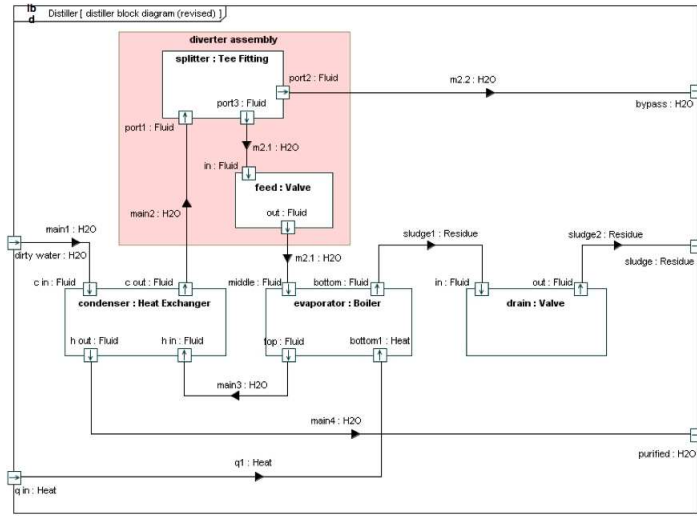 ib
d
Distiller [ distiller block diagram (revised) ]
diverter assembly
splitter : Tee Fitting
port2 : Fluid
m2.2 : H2O
port3 : Fluid
bypass : H2O
port1 : Fluid
m2.1 : H2O
in : Fluid
feed : Valve
main2 : H2O
out : Fluid
main1 : H2O
sludge1 : Residue
sludge2 : Residue
dirty water : H2O
m2.1 : H2O
sludge : Residue
c in : Fluid
c out : Fluid
middle : Fluid
bottom : Fluid
in : Fluid
out : Fluid
condenser : Heat Exchanger
evaporator : Boiler
drain : Valve
h out : Fluid
h in : Fluid
top : Fluid
bottom1 : Heat
main3 : H2O
main4 : H2O
purified : H2O
q1 : Heat
q in : Heat